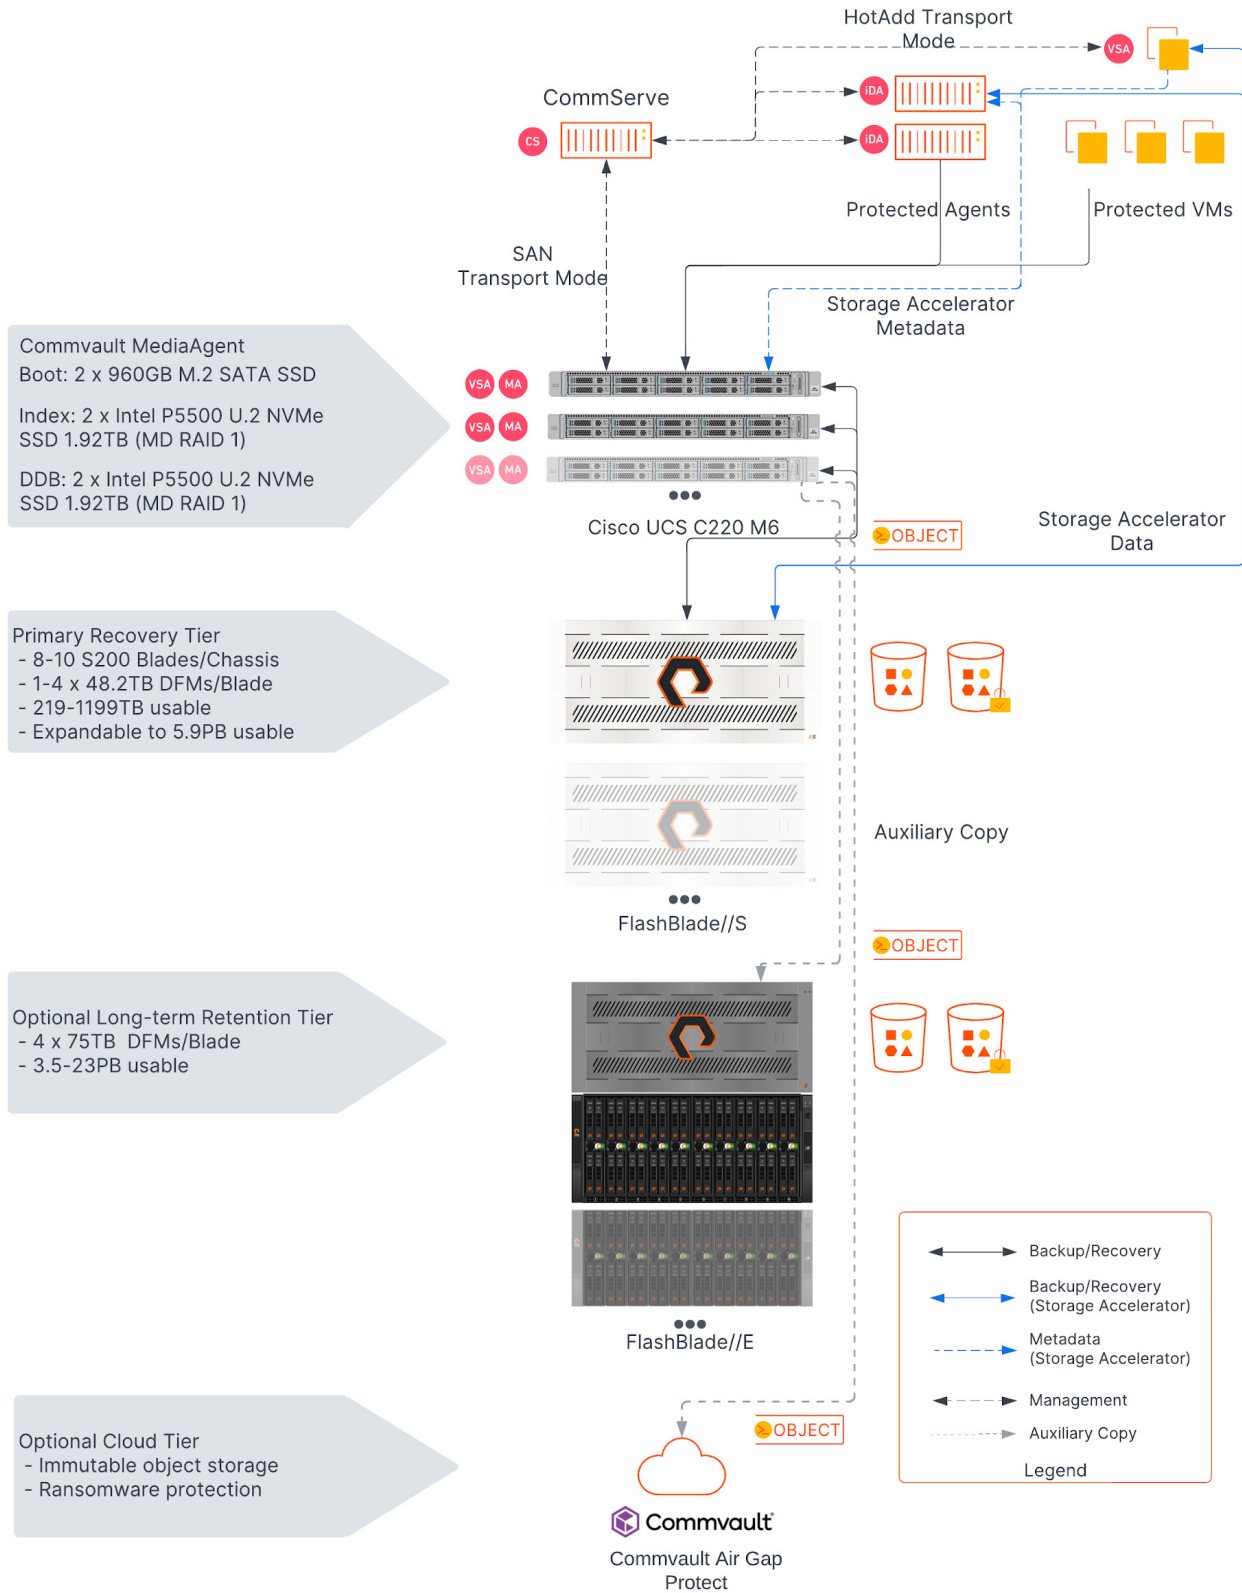 HotAdd Transport
Mode
VSA
CommServe
iDA
CS
iDA
Protected Agents
Protected VMs
SAN
Transport Mode
Storage Accelerator
Metadata
Commvault MediaAgent
Boot: 2 x 960GB M.2 SATA SSD
Index: 2 x Intel P5500 U.2 NVMe
SSD 1.92TB (MD RAID 1)
DDB: 2 x Intel P5500 U.2 NVMe
SSD 1.92TB (MD RAID 1)
VSA MA
VSA MA
VSA MA
Cisco UCS C220 M6
OBJECT
Storage Accelerator
Data
Primary Recovery Tier
- 8-10 S200 Blades/Chassis
- 1-4 x 48.2TB DFMs/Blade
- 219-1199TB usable
- Expandable to 5.9PB usable
//S
//S
Auxiliary Copy
FlashBlade//S
OBJECT
Optional Long-term Retention Tier
- 4 x 75TB DFMs/Blade
- 3.5-23PB usable
FlashBlade//E
Backup/Recovery
Backup/Recovery
(Storage Accelerator)
Metadata
(Storage Accelerator)
Management
Auxiliary Copy
Legend
Optional Cloud Tier
- Immutable object storage
- Ransomware protection
OBJECT
Commvault
Commvault Air Gap
Protect